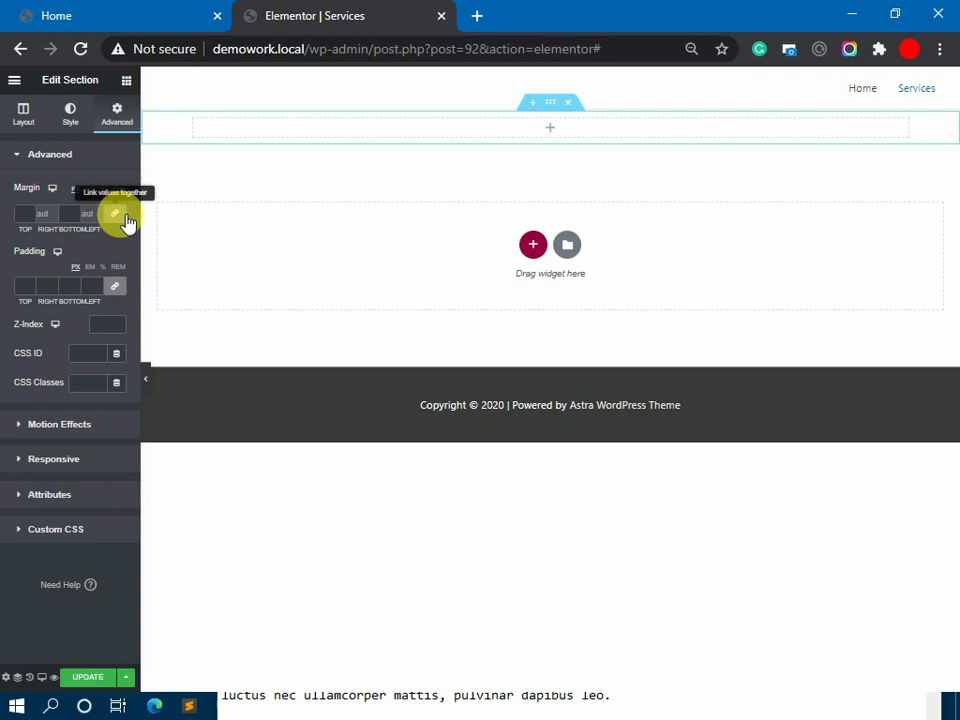 Home
Elementor | Services
Not secure
demowork.local/wp-admin/post.php?post=92&action=elementor#
Edit Section
Home
Services
Layout
Style
Advanced
Advanced
Margin
Link values together
aut
aut
TOP RIGHT BOTTOM LEFT
Padding
PX EM % REM
TOP RIGHT BOTTOM LEFT
Drag widget here
Z-Index
CSS ID
CSS Classes
Copyright © 2020 | Powered by Astra WordPress Theme
Motion Effects
Responsive
Attributes
Custom CSS
Need Help ?
UPDATE
luctus nec ullamcorper mattis, pulvinar dapibus leo.